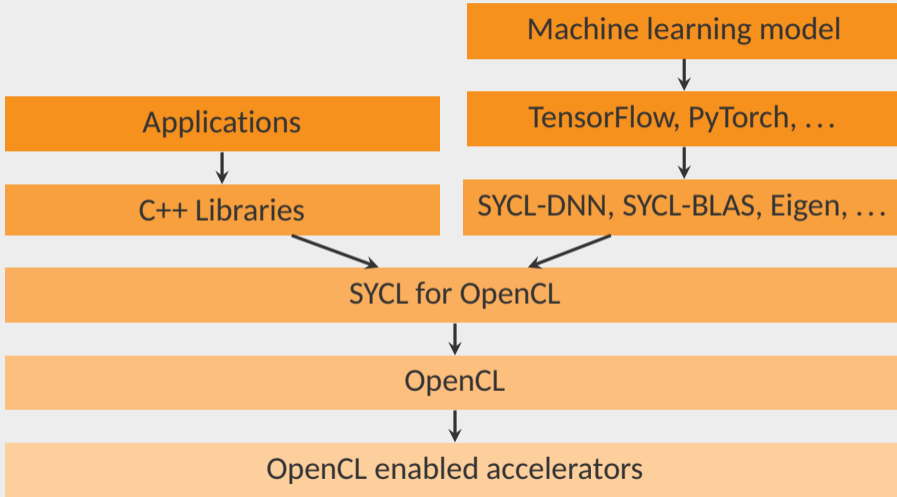 Machine learning model
Applications
TensorFlow, PyTorch, ...
C++ Libraries
SYCL-DNN, SYCL-BLAS, Eigen, ...
SYCL for OpenCL
OpenCL
OpenCL enabled accelerators